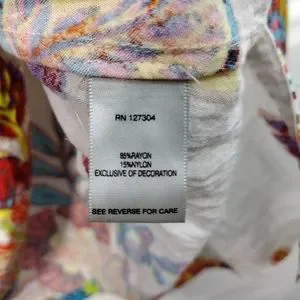 RN 127304
85%RAYON
15%NYLON
EXCLUSIVE OF DECORATION
SEE REVERSE FOR CARE